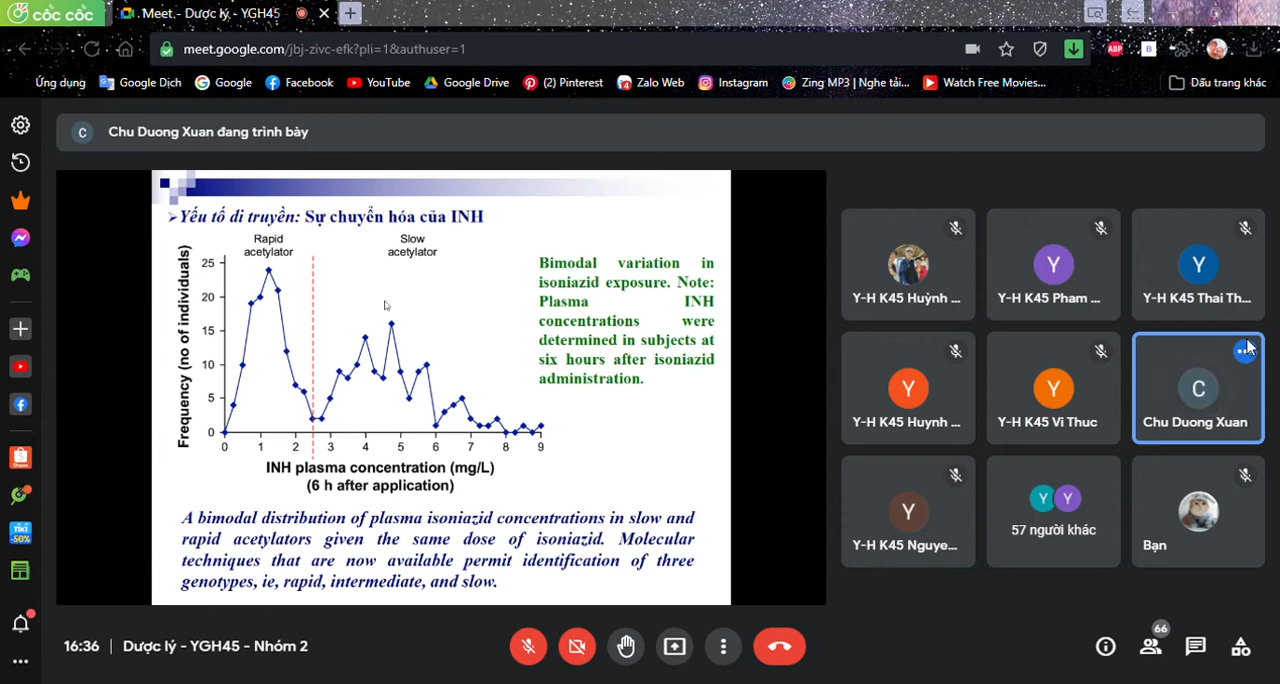 cốc cốc
Meet - Dược lý - YGH45
meet.google.com/jbj-zivc-efk?pli=1&authuser=1
ABP
B
Ứng dụng
Google Dịch
Google
Facebook
YouTube
Google Drive
(2) Pinterest
Zalo Web
Instagram
Zing MP3 | Nghe tải...
Watch Free Movies...
Dấu trang khác
C
Chu Duong Xuan đang trình bày
Yếu tố di truyền: Sự chuyển hóa của INH
Rapid
acetylator
Slow
acetylator
Frequency (no of individuals)
25
20
15
10
5
0
0 1 2 3 4 5 6 7 8 9
INH plasma concentration (mg/L)
(6 h after application)
Bimodal variation in
isoniazid exposure. Note:
Plasma INH
concentrations were
determined in subjects at
six hours after isoniazid
administration.
A bimodal distribution of plasma isoniazid concentrations in slow and
rapid acetylators given the same dose of isoniazid. Molecular
techniques that are now available permit identification of three
genotypes, ie, rapid, intermediate, and slow.
Y-H K45 Huỳnh ...
Y
Y-H K45 Pham ...
Y
Y-H K45 Thai Th...
Y
Y-H K45 Huynh ...
Y
Y-H K45 Vi Thuc
C
Chu Duong Xuan
Y
Y-H K45 Nguye...
Y Y
57 người khác
Bạn
Shopee
TIKI
-50%
16:36 | Dược lý - YGH45 - Nhóm 2
66